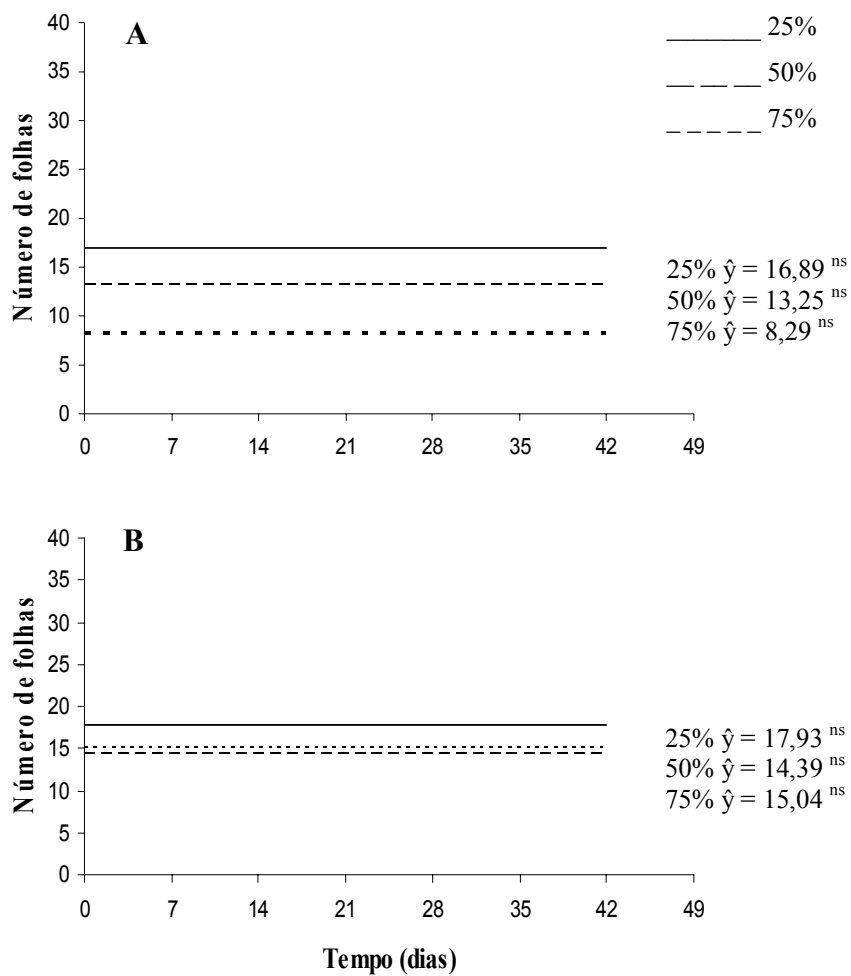 A
25%
50%
75%
40
35
30
25
20
15
10
5
0
Número de folhas
25% ŷ = 16,89 ns
50% ŷ = 13,25 ns
75% ŷ = 8,29 ns
0 7 14 21 28 35 42 49
B
40
35
30
25
20
15
10
5
0
Número de folhas
25% ŷ = 17,93 ns
50% ŷ = 14,39 ns
75% ŷ = 15,04 ns
0 7 14 21 28 35 42 49
Tempo (dias)